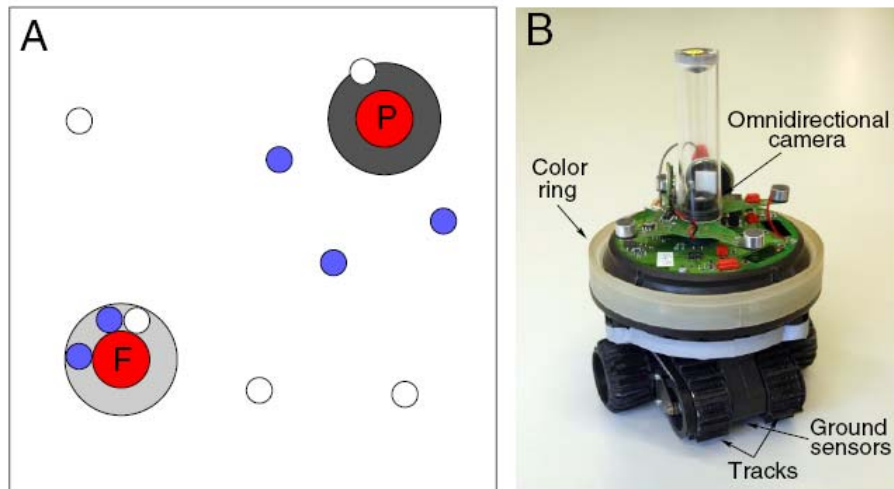 A
P
F
B
Omnidirectional
camera
Color
ring
Ground
sensors
Tracks